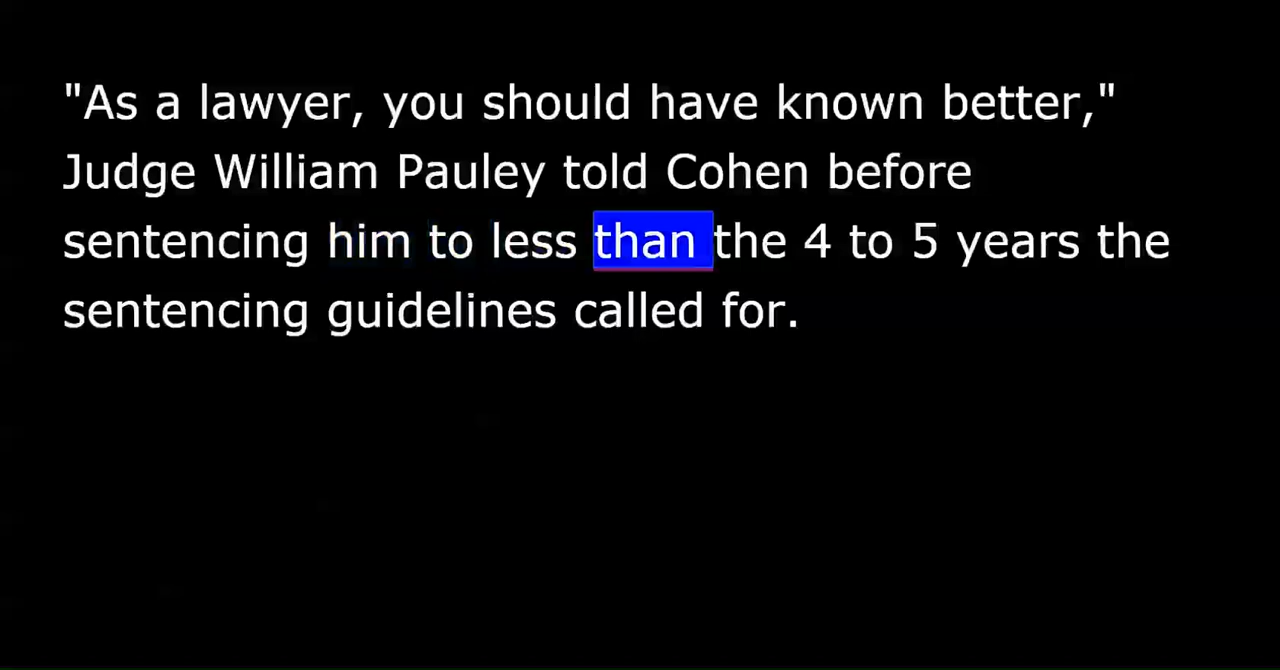 "As a lawyer, you should have known better,"
Judge William Pauley told Cohen before
sentencing him to less than the 4 to 5 years the
sentencing guidelines called for.